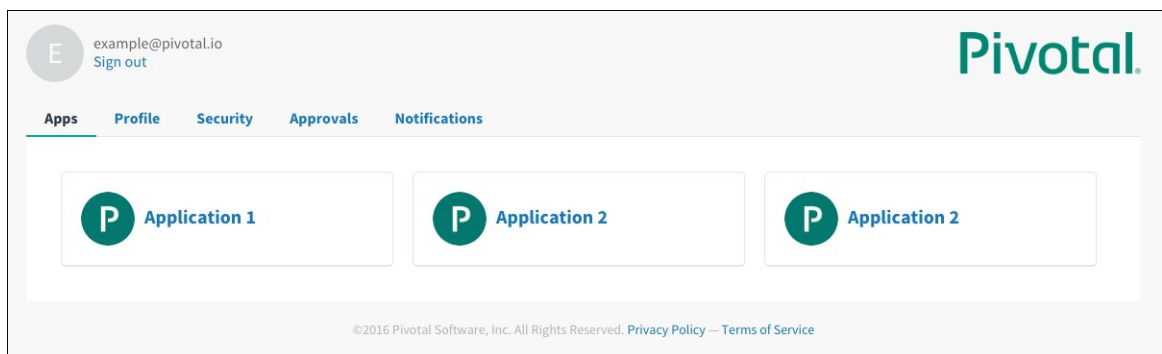 E
example@pivotal.io
Sign out
Pivotal®
Apps Profile Security Approvals Notifications
P Application 1 P Application 2 P Application 2
©2016 Pivotal Software, Inc. All Rights Reserved. Privacy Policy — Terms of Service